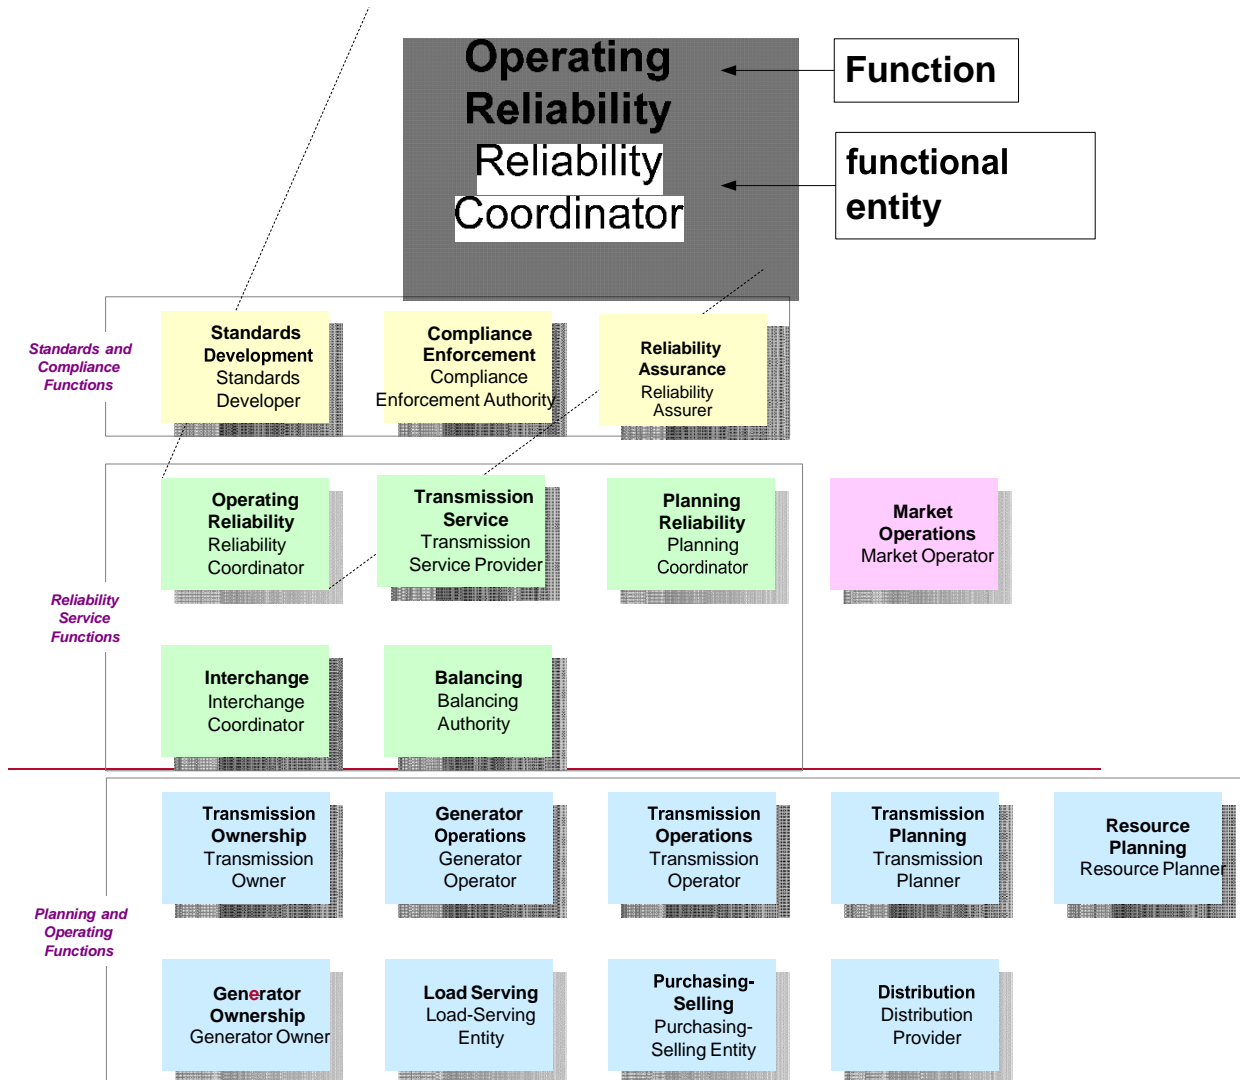 Operating
Reliability
Reliability
Coordinator
Function
functional
entity
Standards and
Compliance
Functions
Standards
Development
Standards
Developer
Compliance
Enforcement
Compliance
Enforcement Authority
Reliability
Assurance
Reliability
Assurer
Reliability
Service
Functions
Operating
Reliability
Reliability
Coordinator
Transmission
Service
Transmission
Service Provider
Planning
Reliability
Planning
Coordinator
Market
Operations
Market Operator
Interchange
Interchange
Coordinator
Balancing
Balancing
Authority
Planning and
Operating
Functions
Transmission
Ownership
Transmission
Owner
Generator
Operations
Generator
Operator
Transmission
Operations
Transmission
Operator
Transmission
Planning
Transmission
Planner
Resource
Planning
Resource Planner
Generator
Ownership
Generator Owner
Load Serving
Load-Serving
Entity
Purchasing-
Selling
Purchasing-
Selling Entity
Distribution
Distribution
Provider